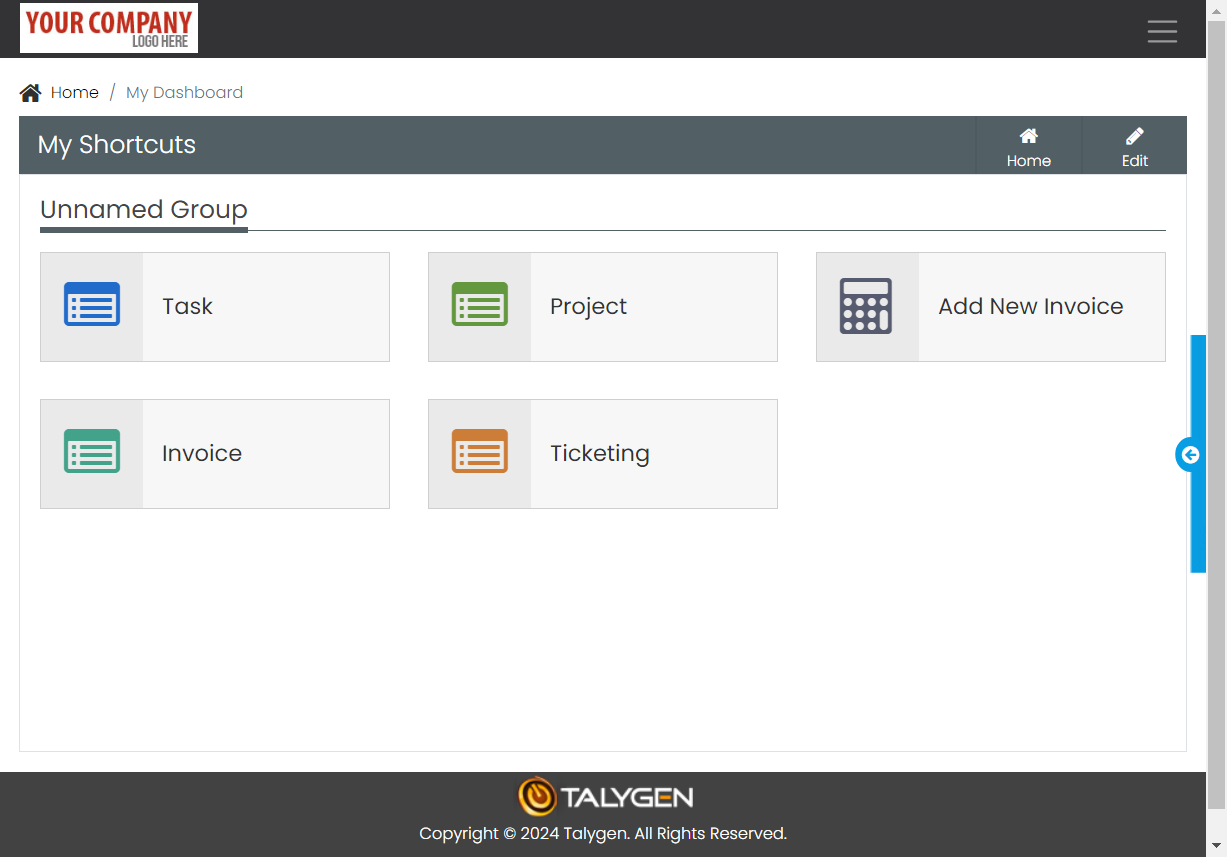 YOUR COMPANY
LOGO HERE
Home / My Dashboard
My Shortcuts
Home
Edit
Unnamed Group
Task
Project
Add New Invoice
Invoice
Ticketing
TALYGEN
Copyright © 2024 Talygen. All Rights Reserved.